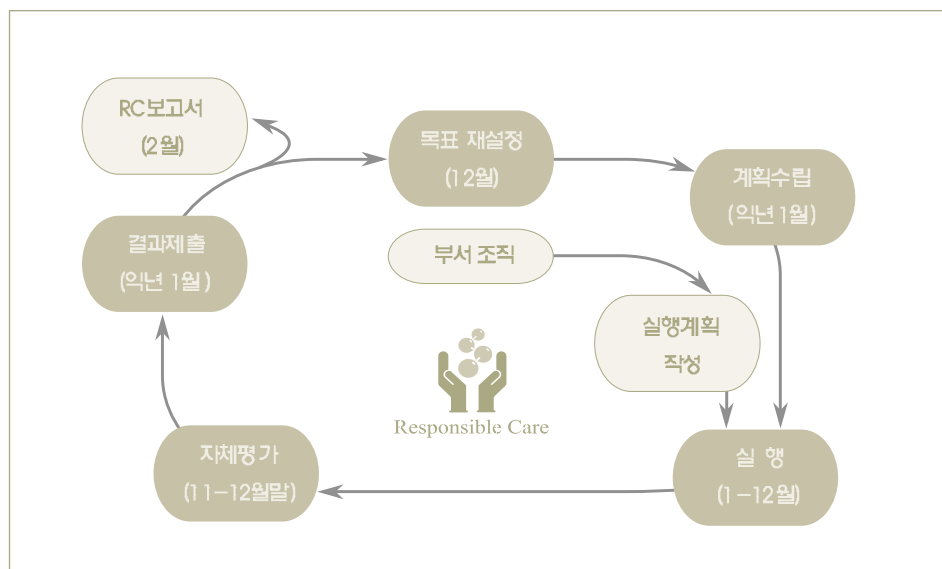 RC보고서
(2월)
목표 재설정
(12월)
계획수립
(익년 1월)
결과제출
(익년 1월)
부서 조직
실행계획
작성
Responsible Care
자체평가
(11-12월말)
실 행
(1-12월)